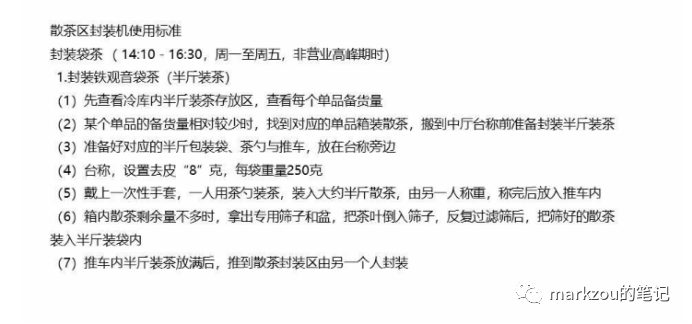 散茶区封装机使用标准
封装袋茶 （ 14:10 - 16:30，周一至周五，非营业高峰期时）
1.封装铁观音袋茶（半斤装茶）
（1）先查看冷库内半斤装茶存放区，查看每个单品备货量
（2）某个单品的备货量相对较少时，找到对应的单品箱装散茶，搬到中厅台称前准备封装半斤装茶
（3）准备好对应的半斤包装袋、茶勺与推车，放在台称旁边
（4）台称，设置去皮“8”克，每袋重量250克
（5）戴上一次性手套，一人用茶勺装茶，装入大约半斤散茶，由另一人称重，称完后放入推车内
（6）箱内散茶剩余量不多时，拿出专用筛子和盆，把茶叶倒入筛子，反复过滤筛后，把筛好的散茶
装入半斤装袋内
（7）推车内半斤装茶放满后，推到散茶封装区由另一个人封装
markzou的笔记